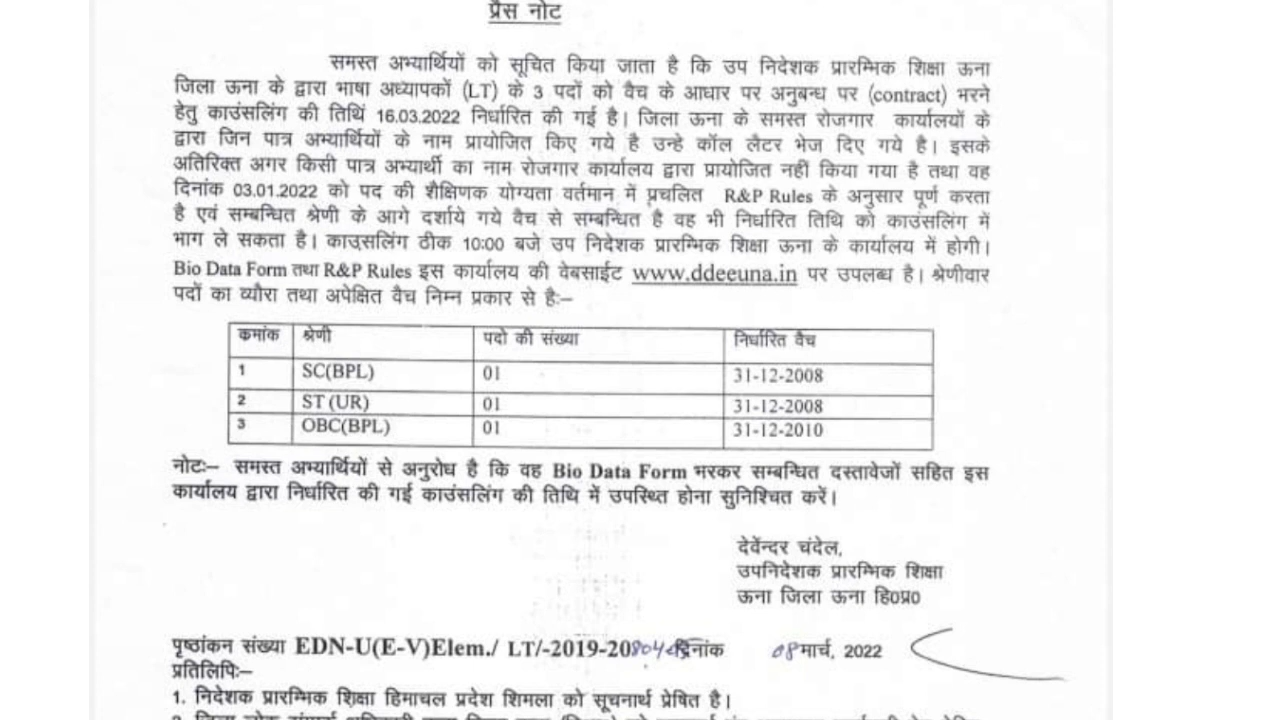 प्रैस नोट
समस्त अभ्यार्थियों को सूचित किया जाता है कि उप निदेशक प्रारम्भिक शिक्षा ऊना
जिला ऊना के द्वारा भाषा अध्यापकों (LT) के 3 पदों को वैच के आधार पर अनुबन्ध पर (contract) भरने
हेतु काउंसलिंग की तिथिं 16.03.2022 निर्धारित की गई है। जिला ऊना के समस्त रोजगार कार्यालयों के
द्वारा जिन पात्र अभ्यार्थियों के नाम प्रायोजित किए गये है उन्हे कॉल लैटर भेज दिए गये है। इसके
अतिरिक्त अगर किसी पात्र अभ्यार्थी का नाम रोजगार कार्यालय द्वारा प्रायोजित नहीं किया गया है तथा वह
दिनांक 03.01.2022 को पद की शैक्षिणक योग्यता वर्तमान में प्रचलित R&P Rules के अनुसार पूर्ण करता
है एवं सम्बन्धित श्रेणी के आगे दर्शाये गये वैच से सम्बन्धित है वह भी निर्धारित तिथि को काउंसलिंग में
भाग ले सकता है। काउसलिंग ठीक 10:00 बजे उप निदेशक प्रारम्भिक शिक्षा ऊना के कार्यालय में होगी।
Bio Data Form तथा R&P Rules इस कार्यालय की वेबसाईट www.ddeeuna.in पर उपलब्ध है। श्रेणीवार
पदों का व्यौरा तथा अपेक्षित वैच निम्न प्रकार से है:–
कमांक श्रेणी पदो की संख्या निर्धारित वैच
1 SC(BPL) 01 31-12-2008
2 ST (UR) 01 31-12-2008
3 OBC(BPL) 01 31-12-2010
नोटः– समस्त अभ्यार्थियों से अनुरोध है कि वह Bio Data Form भरकर सम्बन्धित दस्तावेजों सहित इस
कार्यालय द्वारा निर्धारित की गई काउंसलिंग की तिथि में उपस्थित होना सुनिश्चित करें।
देवेंन्दर चंदेल,
उपनिदेशक प्रारम्भिक शिक्षा
ऊना जिला ऊना हि0प्र0
पृष्ठांकन संख्या EDN-U(E-V)Elem./ LT/-2019-20 दिनांक 08 मार्च, 2022
प्रतिलिपिः–
1. निदेशक प्रारम्भिक शिक्षा हिमाचल प्रदेश शिमला को सूचनार्थ प्रेषित है।